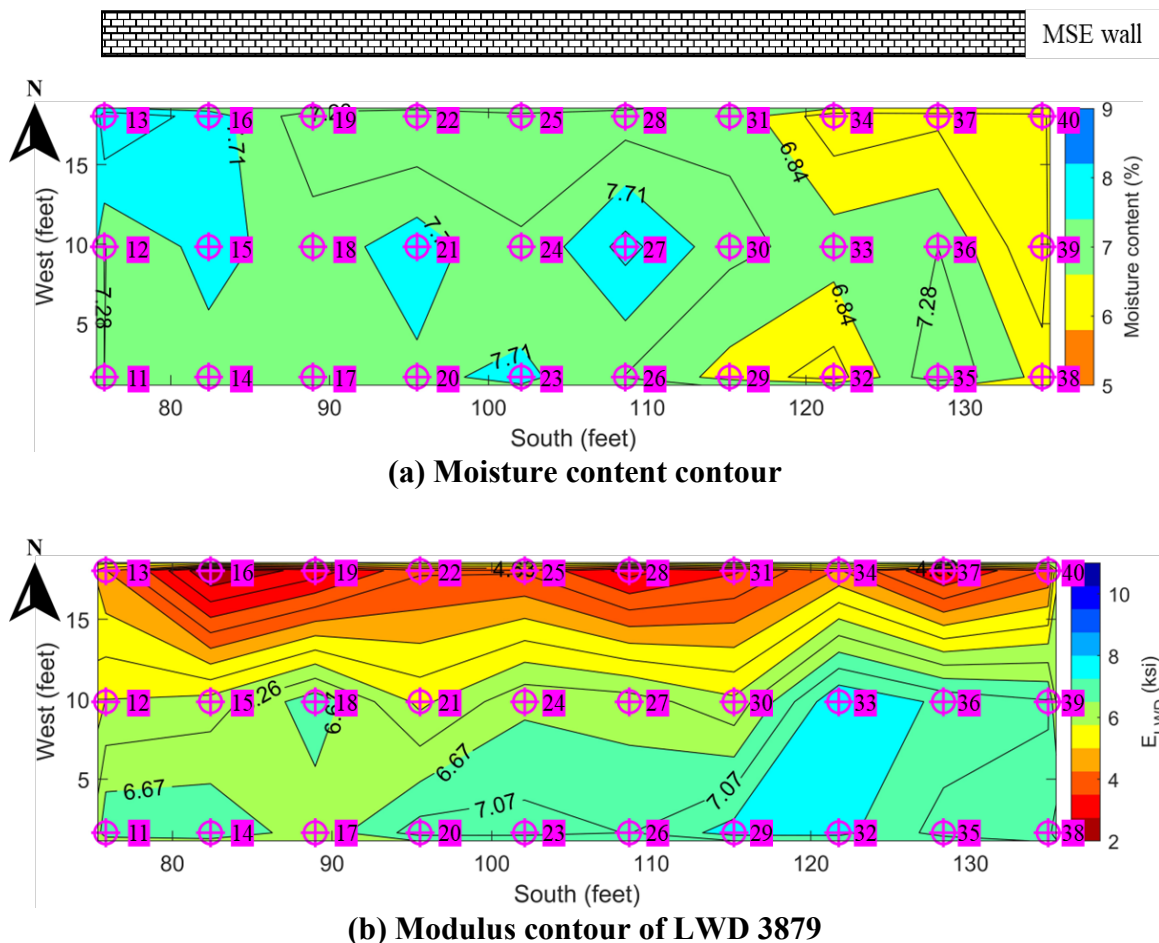 MSE wall
N
13 16 19 22 25 28 31 34 37 40
7.71
6.84
7.71
12 15 18 21 24 27 30 33 36 39
7.28
6.84
7.28
7.71
11 14 17 20 23 26 29 32 35 38
15
10
5
West (feet)
80 90 100 110 120 130
South (feet)
9
8
7
6
5
Moisture content (%)
(a) Moisture content contour
N
13 16 19 22 25 28 31 34 37 40
12 15 18 21 24 27 30 33 36 39
6.67
6.67
7.07
7.07
11 14 17 20 23 26 29 32 35 38
15
10
5
West (feet)
80 90 100 110 120 130
South (feet)
10
8
6
4
2
ELWD (ksi)
(b) Modulus contour of LWD 3879